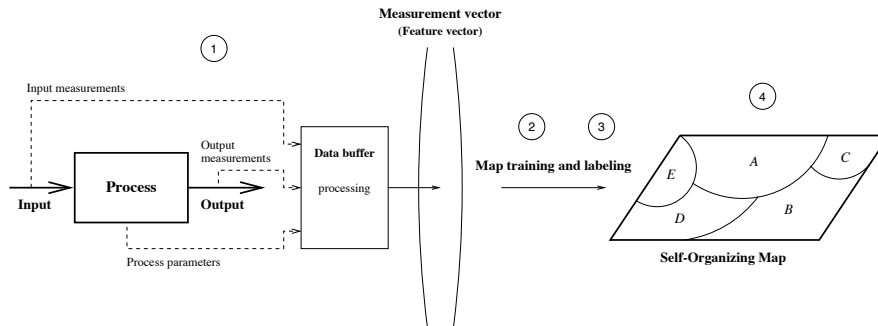 Measurement vector
(Feature vector)
1
Input measurements
4
2
3
Output
measurements
Data buffer
processing
Map training and labeling
A
C
E
Process
Input
Output
B
D
Process parameters
Self-Organizing Map